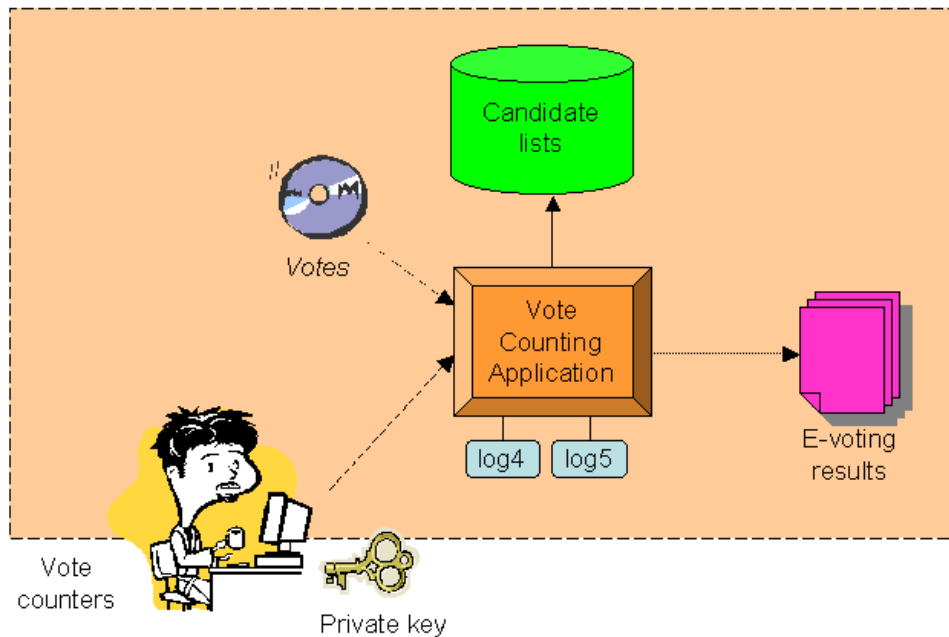 Candidate
lists
Votes
Vote
Counting
Application
log4
log5
E-voting
results
Vote
counters
Private key